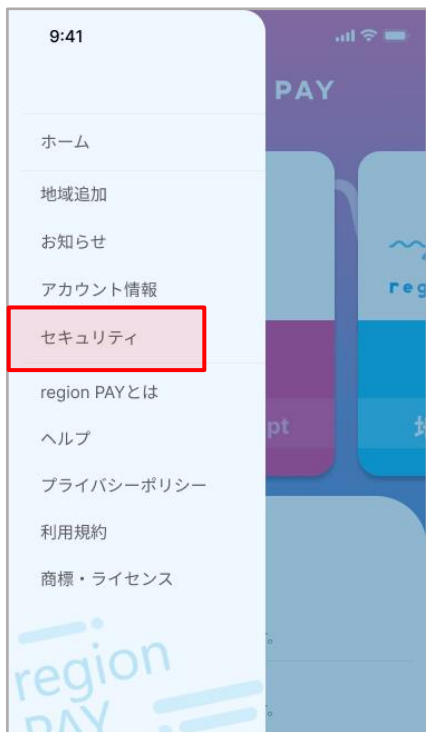 9:41
PAY
ホーム
地域追加
お知らせ
アカウント情報
セキュリティ
region PAYとは
ヘルプ
プライバシーポリシー
利用規約
商標・ライセンス
reg
pt
region
PAY